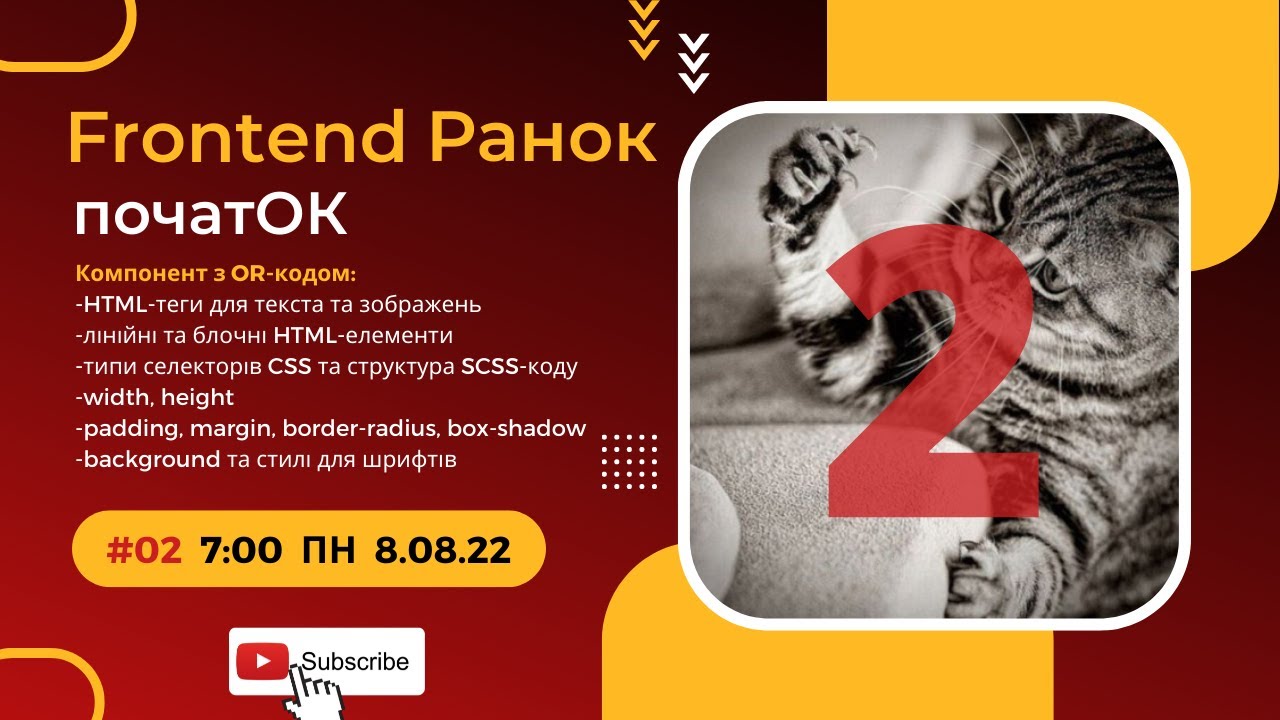 Frontend Ранок
початОК
Компонент з OR-кодом:
-HTML-теги для текста та зображень
-лінійні та блочні HTML-елементи
-типи селекторів CSS та структура SCSS-коду
-width, height
-padding, margin, border-radius, box-shadow
-background та стилі для шрифтів
#02 7:00 ПН 8.08.22
2
Subscribe